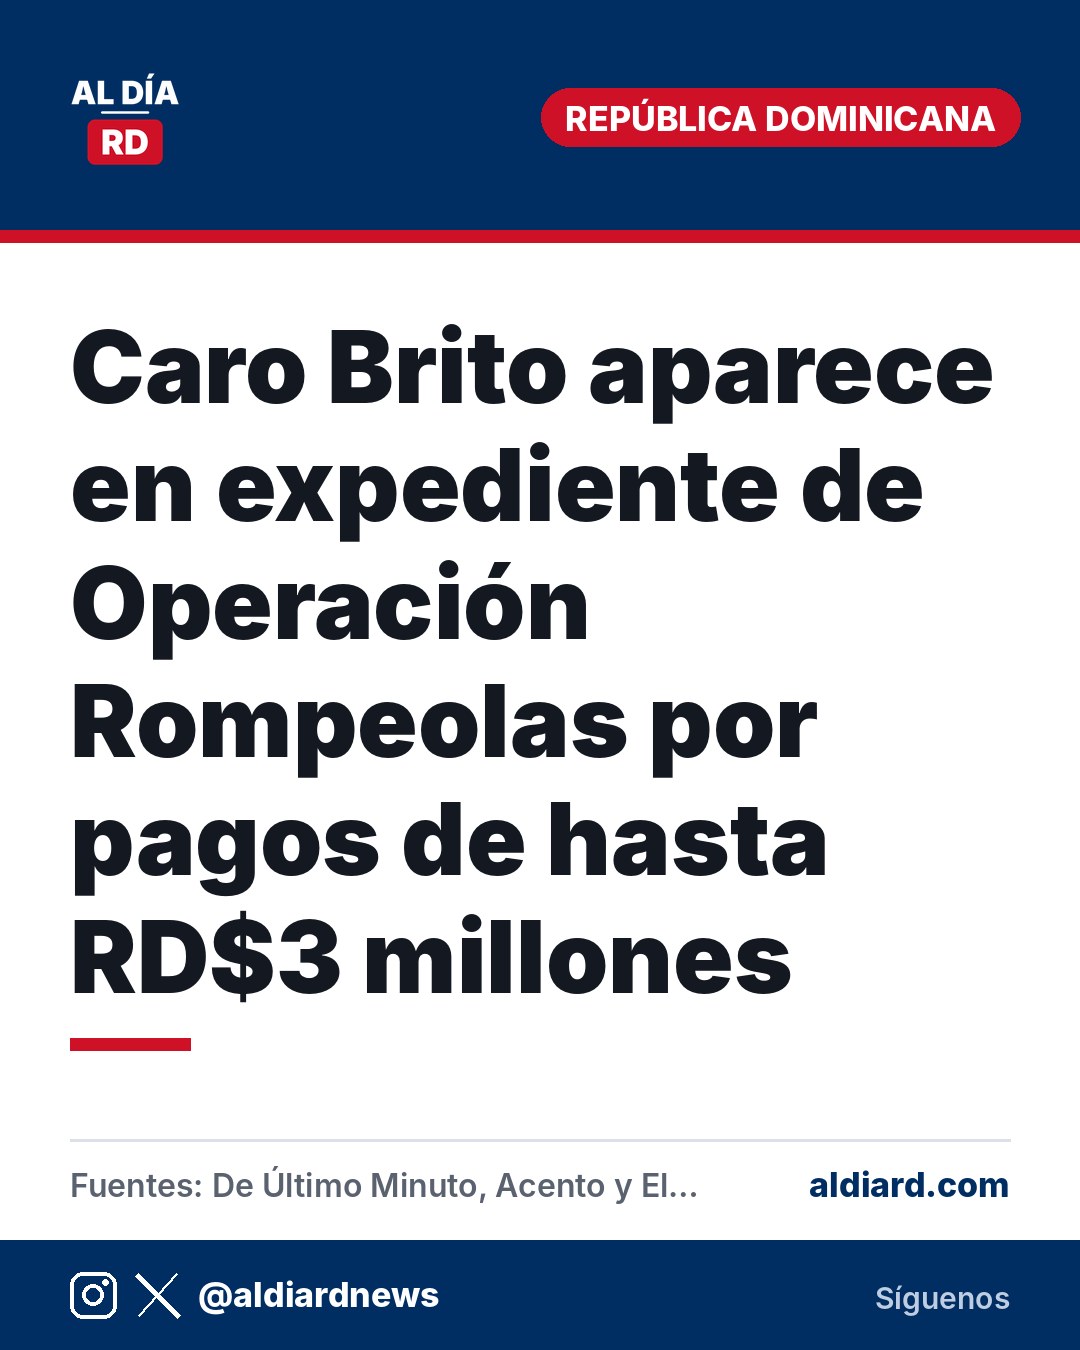 AL DÍA
RD
REPÚBLICA DOMINICANA
Caro Brito aparece
en expediente de
Operación
Rompeolas por
pagos de hasta
RD$3 millones
Fuentes: De Último Minuto, Acento y El...
aldiard.com
@aldiardnews
Síguenos